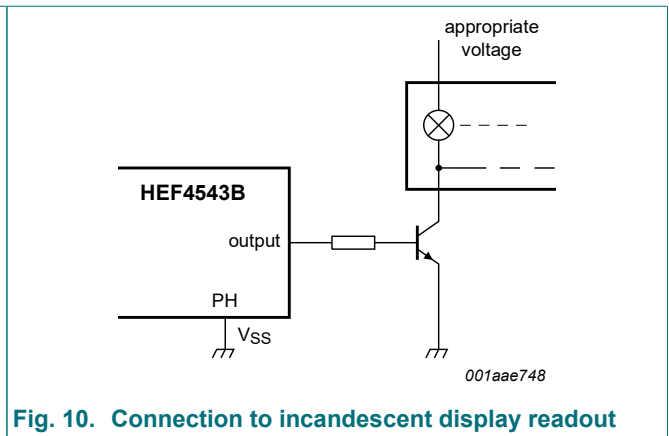 appropriate
voltage
HEF4543B
output
PH
VSS
001aae748
Fig. 10. Connection to incandescent display readout